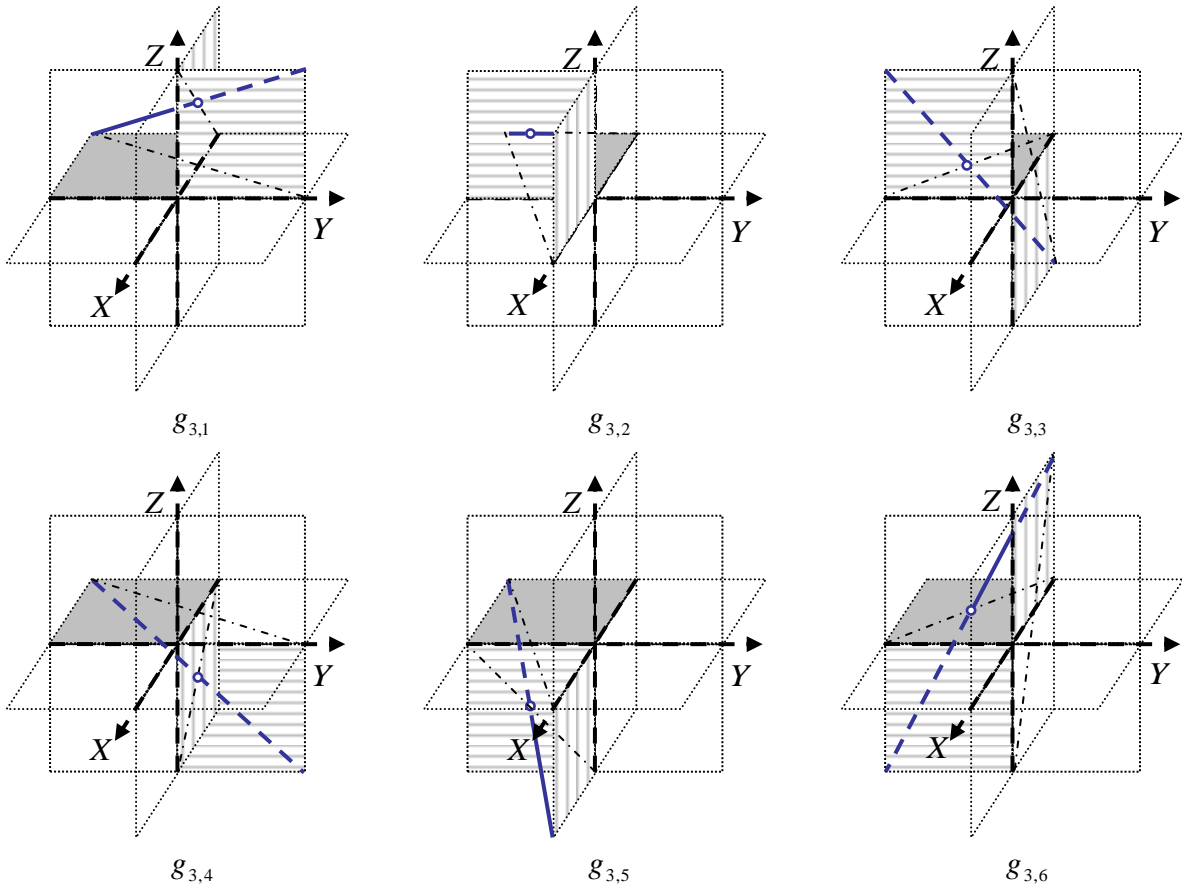 Z Z Z
Y Y Y
X X X
g3,1 g3,2 g3,3
Z Z Z
Y Y Y
X X X
g3,4 g3,5 g3,6